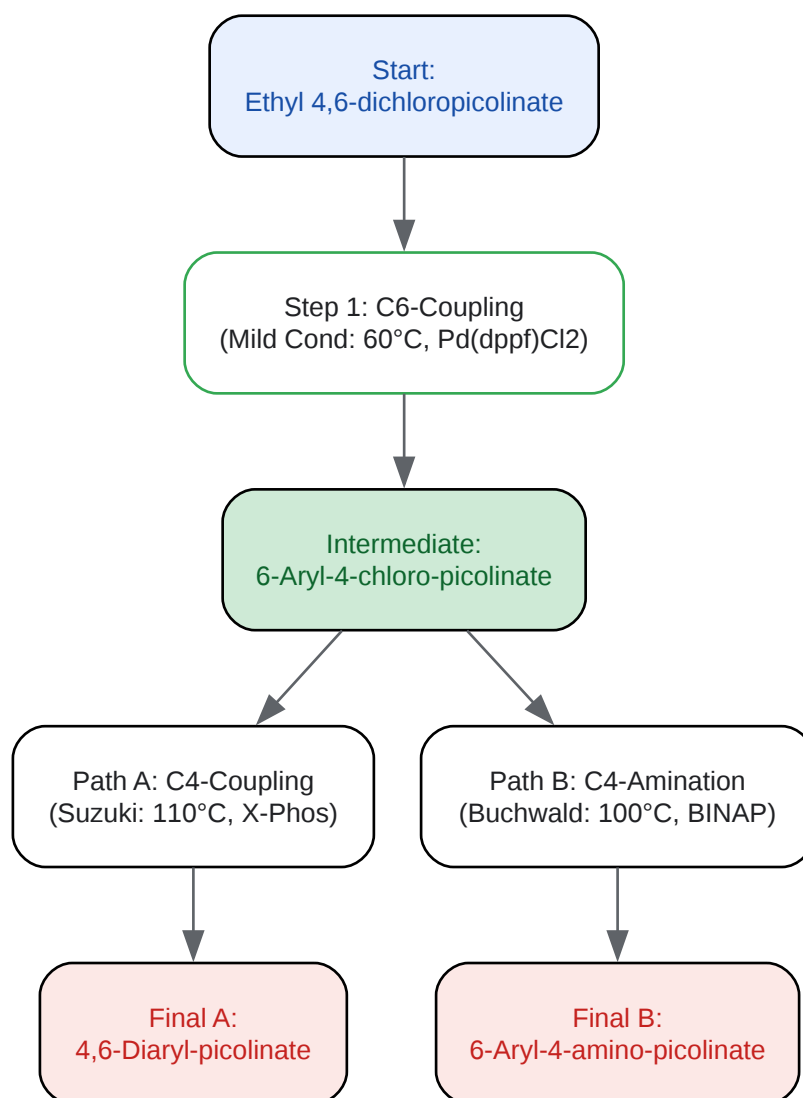 Start:
Ethyl 4,6-dichloropicolinate
Step 1: C6-Coupling
(Mild Cond: 60°C, Pd(dppf)Cl2)
Intermediate:
6-Aryl-4-chloro-picolinate
Path A: C4-Coupling
(Suzuki: 110°C, X-Phos)
Path B: C4-Amination
(Buchwald: 100°C, BINAP)
Final A:
4,6-Diaryl-picolinate
Final B:
6-Aryl-4-amino-picolinate